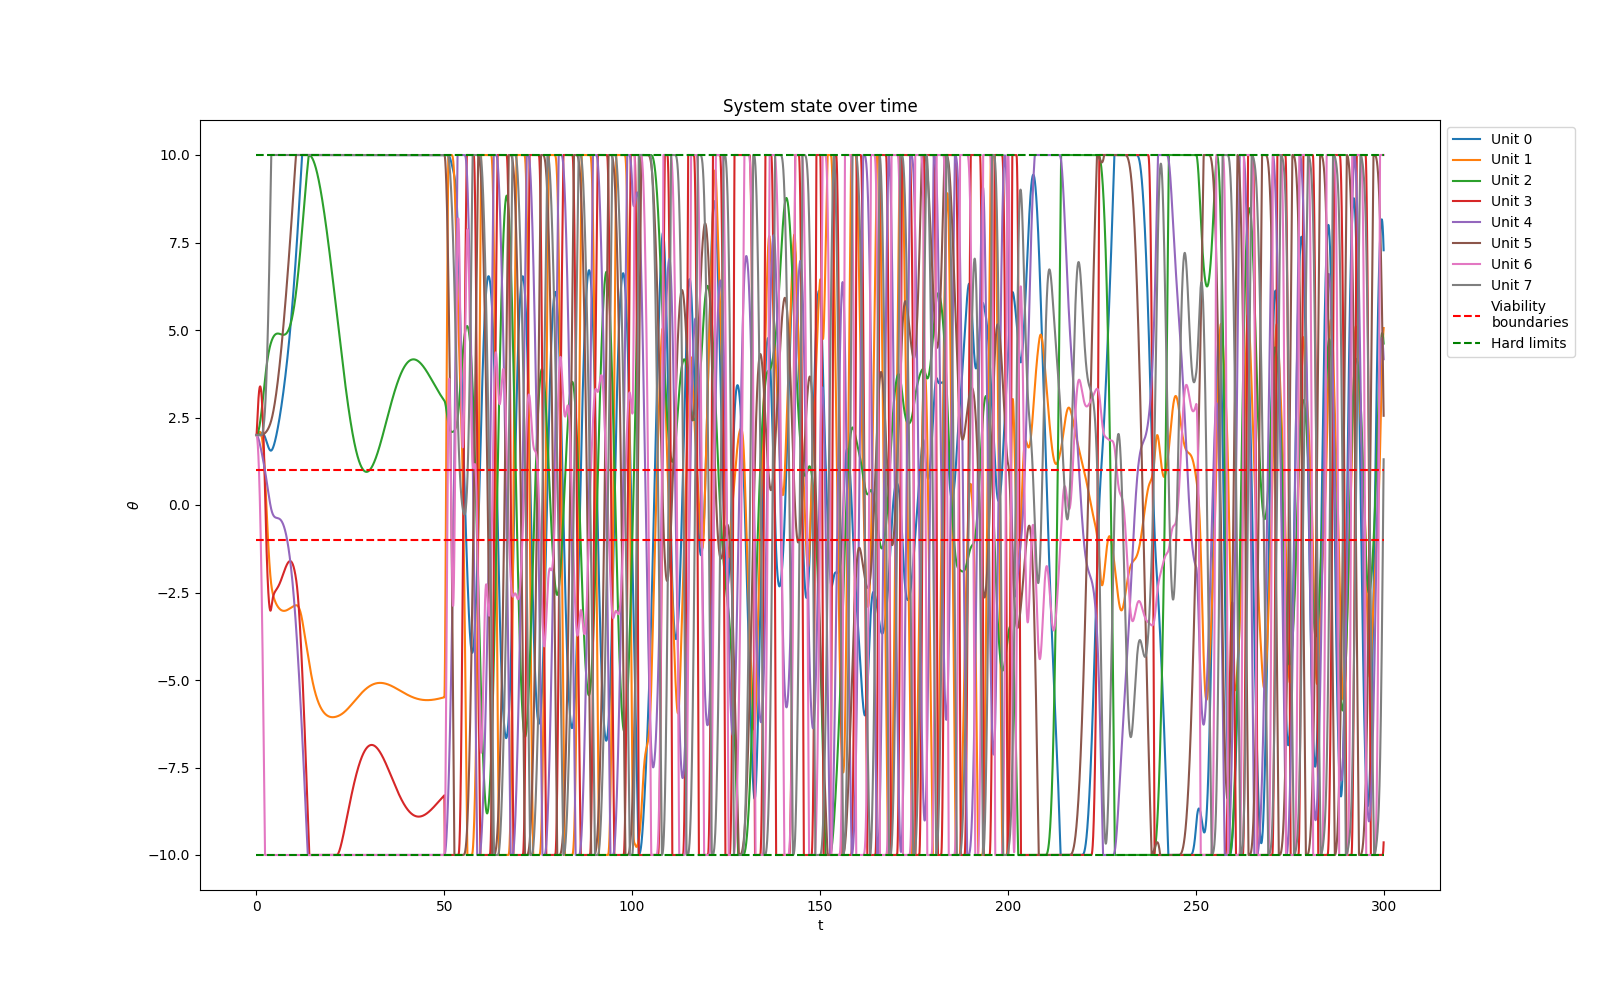 System state over time
10.0
7.5
5.0
2.5
0.0
−2.5
−5.0
−7.5
−10.0
θ
0
50
100
150
200
250
300
t
Unit 0
Unit 1
Unit 2
Unit 3
Unit 4
Unit 5
Unit 6
Unit 7
Viability
boundaries
Hard limits